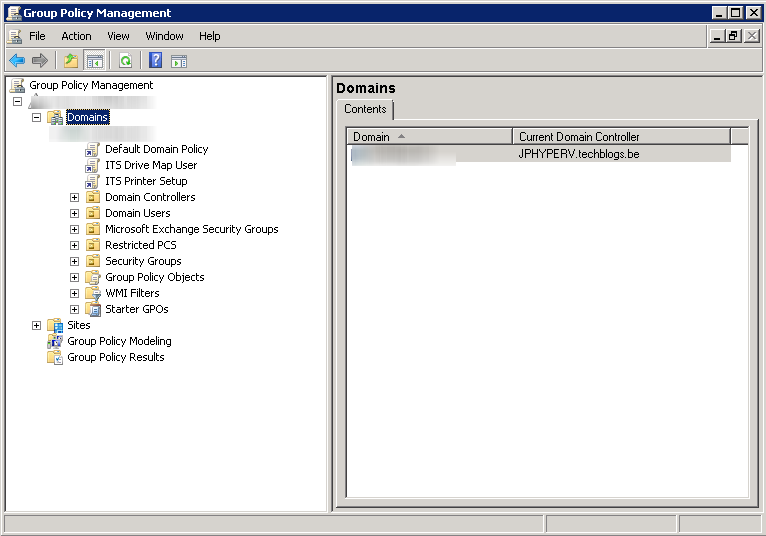 Group Policy Management
File Action View Window Help
Group Policy Management
Domains
Default Domain Policy
ITS Drive Map User
ITS Printer Setup
Domain Controllers
Domain Users
Microsoft Exchange Security Groups
Restricted PCS
Security Groups
Group Policy Objects
WMI Filters
Starter GPOs
Sites
Group Policy Modeling
Group Policy Results
Domains
Contents
Domain Current Domain Controller
JPHYPERV.techblogs.be